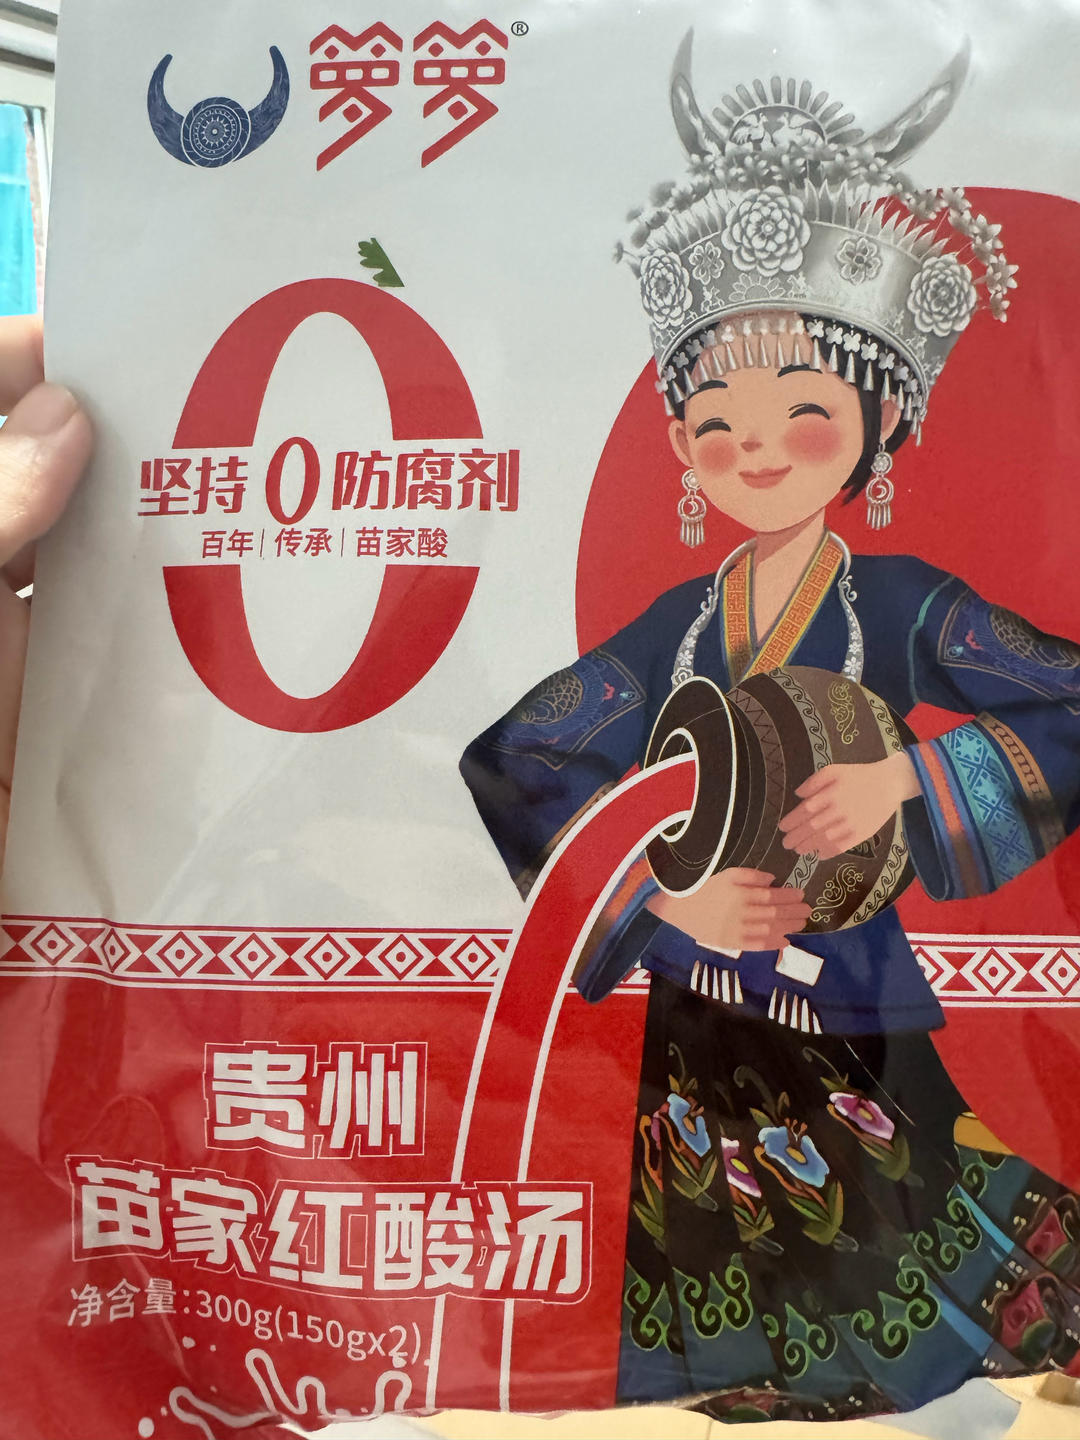 箩箩®
坚持0防腐剂
百年|传承|苗家酸
贵州
苗家红酸汤
净含量:300g(150gx2)